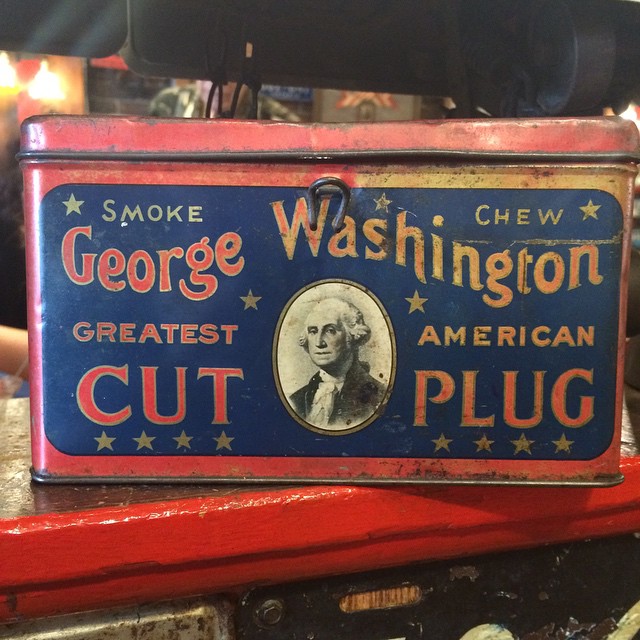 SMOKE CHEW
George Washington
GREATEST AMERICAN
CUT PLUG